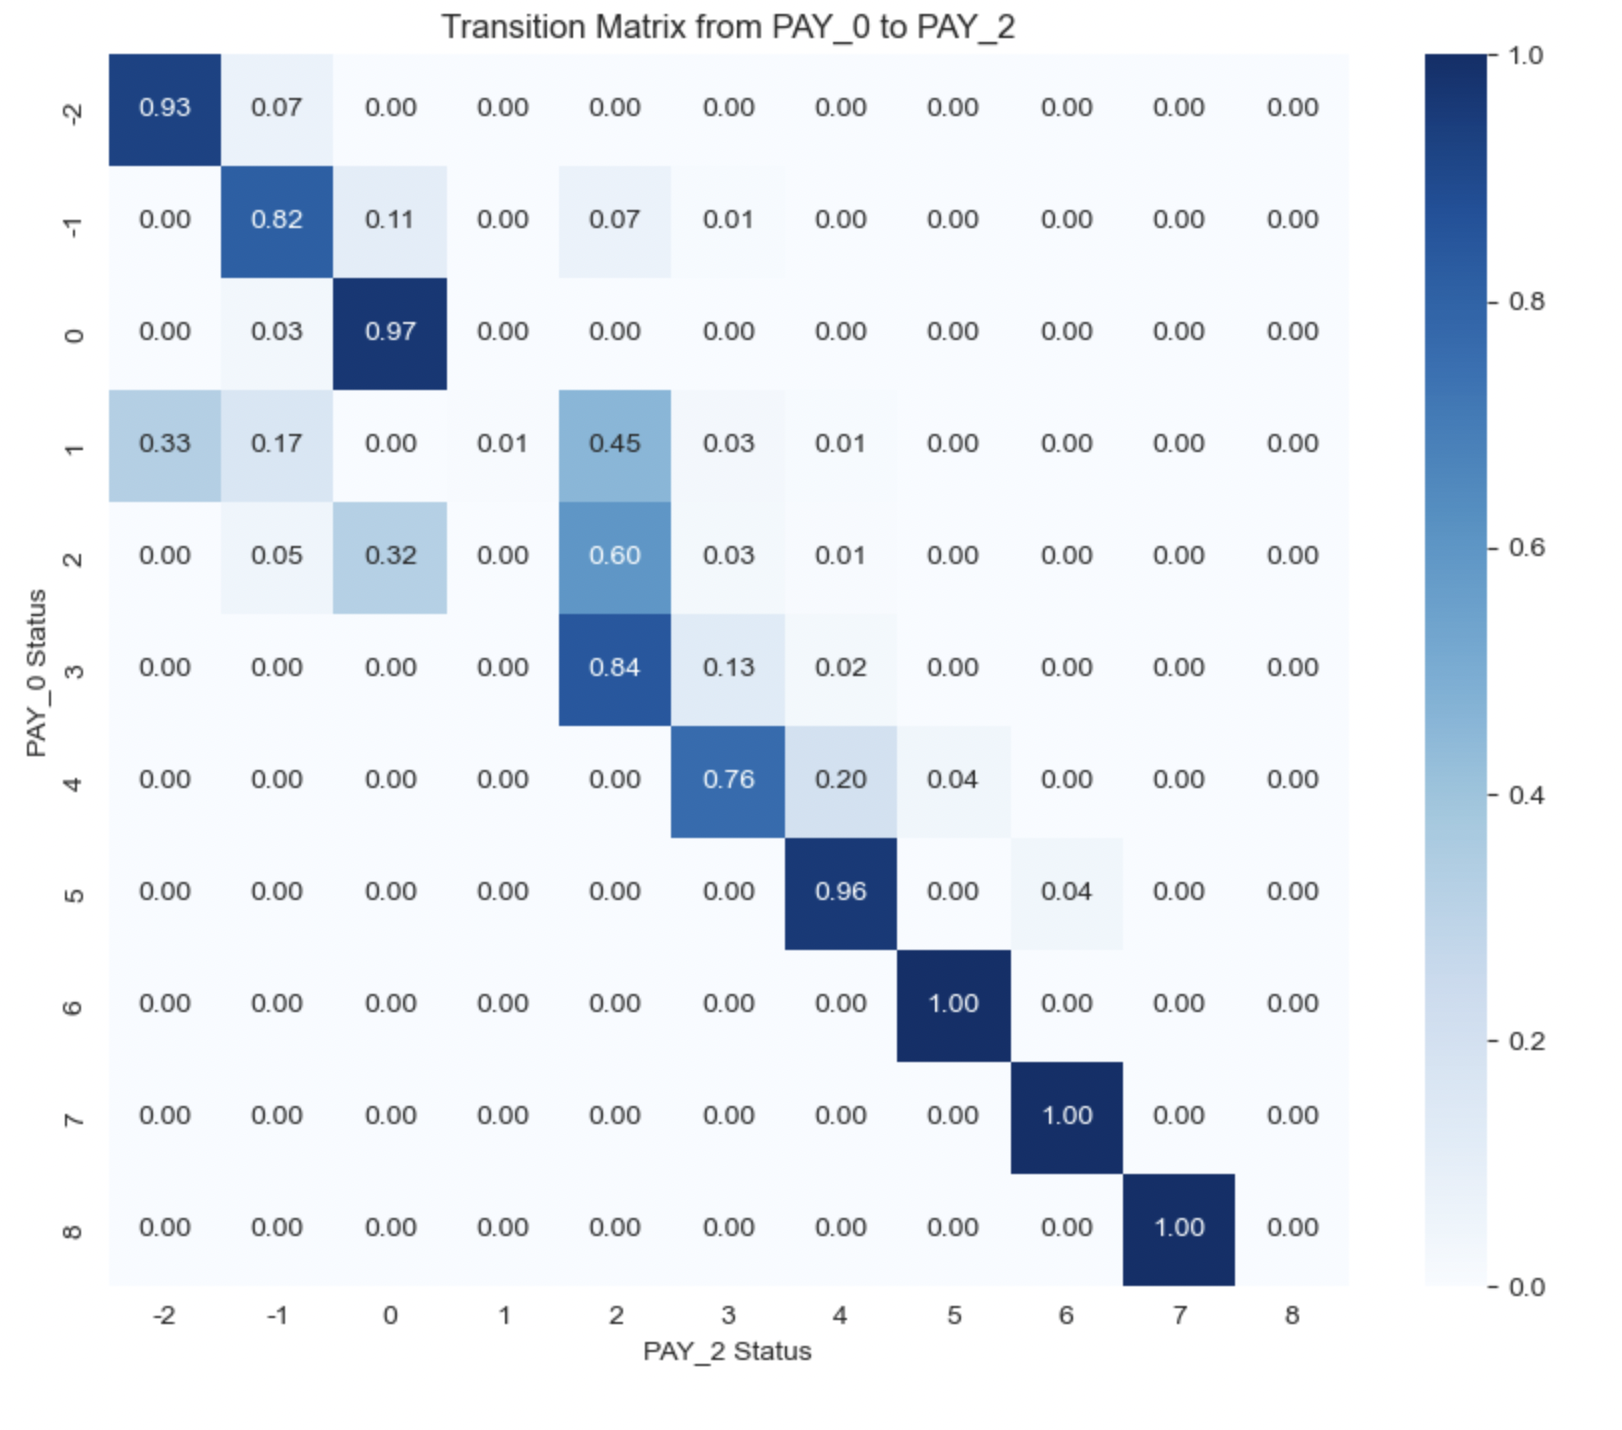 Transition Matrix from PAY_0 to PAY_2
-2 0.93 0.07 0.00 0.00 0.00 0.00 0.00 0.00 0.00 0.00 0.00
-1 0.00 0.82 0.11 0.00 0.07 0.01 0.00 0.00 0.00 0.00 0.00
0 0.00 0.03 0.97 0.00 0.00 0.00 0.00 0.00 0.00 0.00 0.00
1 0.33 0.17 0.00 0.01 0.45 0.03 0.01 0.00 0.00 0.00 0.00
2 0.00 0.05 0.32 0.00 0.60 0.03 0.01 0.00 0.00 0.00 0.00
3 0.00 0.00 0.00 0.00 0.84 0.13 0.02 0.00 0.00 0.00 0.00
4 0.00 0.00 0.00 0.00 0.00 0.76 0.20 0.04 0.00 0.00 0.00
5 0.00 0.00 0.00 0.00 0.00 0.00 0.96 0.00 0.04 0.00 0.00
6 0.00 0.00 0.00 0.00 0.00 0.00 0.00 1.00 0.00 0.00 0.00
7 0.00 0.00 0.00 0.00 0.00 0.00 0.00 0.00 1.00 0.00 0.00
8 0.00 0.00 0.00 0.00 0.00 0.00 0.00 0.00 0.00 1.00 0.00
-2 -1 0 1 2 3 4 5 6 7 8
PAY_2 Status
PAY_0 Status
1.0
0.8
0.6
0.4
0.2
0.0